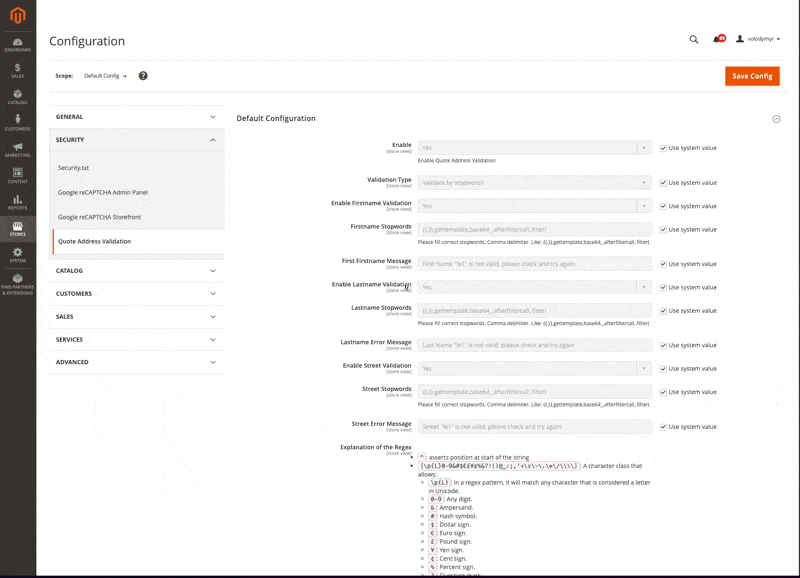 Configuration
49
volodymyr
DASHBOARD
SALES
CATALOG
CUSTOMERS
MARKETING
CONTENT
REPORTS
STORES
SYSTEM
FIND PARTNERS
& EXTENSIONS
Scope: Default Config ?
Save Config
GENERAL
SECURITY
Security.txt
Google reCAPTCHA Admin Panel
Google reCAPTCHA Storefront
Quote Address Validation
CATALOG
CUSTOMERS
SALES
SERVICES
ADVANCED
Default Configuration
Enable
[store view]
Yes
Use system value
Enable Quote Address Validation
Validation Type
[store view]
Validate by stopwords
Use system value
Enable Firstname Validation
[store view]
Yes
Use system value
Firstname Stopwords
[store view]
{{,}},gettemplate,base64_,afterfiltercall,.filter(
Use system value
Please fill correct stopwords. Comma delimiter. Like: {{,}},gettemplate,base64_,afterfiltercall,.filter(
First Firstname Message
[store view]
First Name "%1" is not valid, please check and try again
Use system value
Enable Lastname Validation
[store view]
Yes
Use system value
Lastname Stopwords
[store view]
{{,}},gettemplate,base64_,afterfiltercall,.filter(
Use system value
Please fill correct stopwords. Comma delimiter. Like: {{,}},gettemplate,base64_,afterfiltercall,.filter(
Lastname Error Message
[store view]
Last Name "%1" is not valid, please check and try again
Use system value
Enable Street Validation
[store view]
Yes
Use system value
Street Stopwords
[store view]
{{,}},gettemplate,base64_,afterfiltercall,.filter(
Use system value
Please fill correct stopwords. Comma delimiter. Like: {{,}},gettemplate,base64_,afterfiltercall,.filter(
Street Error Message
[store view]
Street "%1" is not valid, please check and try again
Use system value
Explanation of the Regex
[store view]
^ : asserts position at start of the string
[\p{L}0-9&#$€£¥¢%&?!()@_:;,'+\s\-\.\*\/\\\\] : A character class that
allows:
\p{L} : in a regex pattern, it will match any character that is considered a letter
in Unicode.
0-9 : Any digit.
& : Ampersand.
# : Hash symbol.
$ : Dollar sign.
€ : Euro sign.
£ : Pound sign.
¥ : Yen sign.
¢ : Cent sign.
% : Percent sign.
? : Question mark.